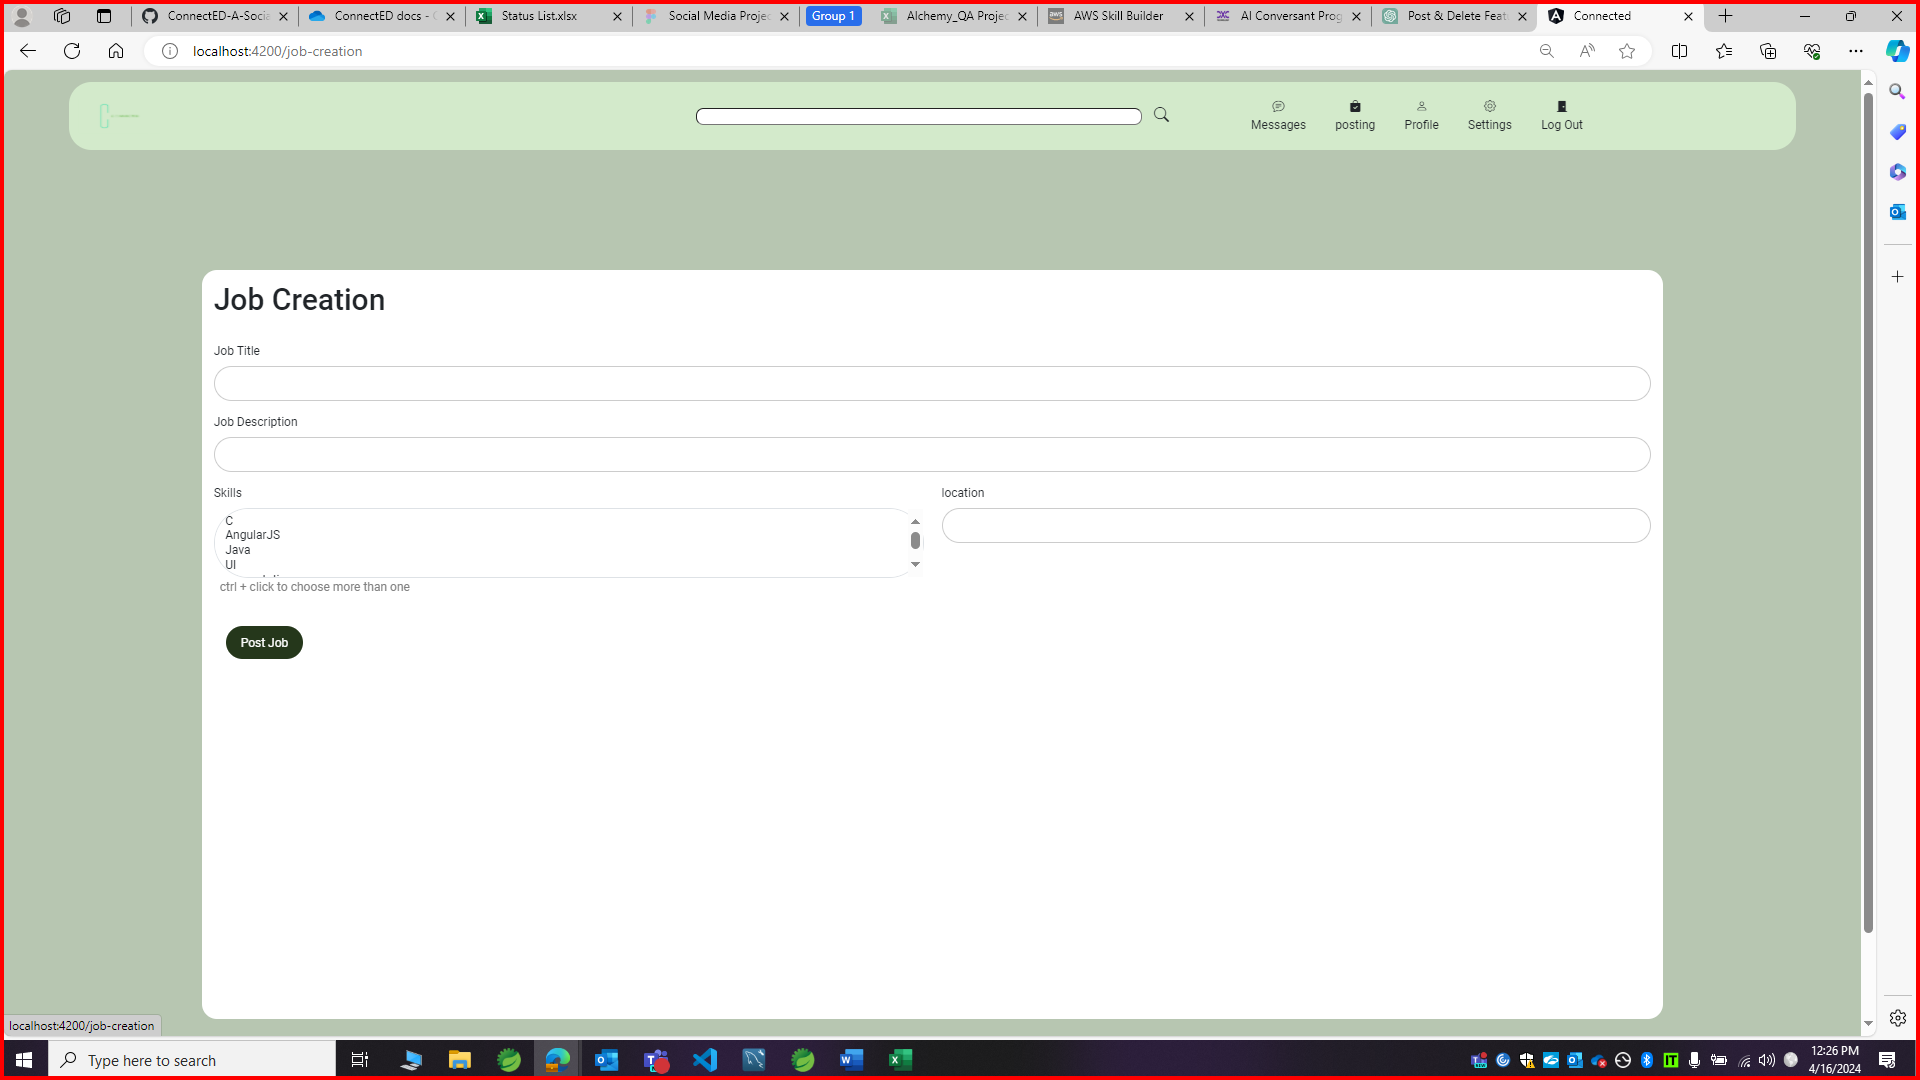 ConnectED-A-Socia
ConnectED docs -
Status List.xlsx
Social Media Projec
Group 1
Alchemy_QA Projec
AWS Skill Builder
AI Conversant Prog
Post & Delete Feat
Connected
localhost:4200/job-creation
Messages
posting
Profile
Settings
Log Out
Job Creation
Job Title
Job Description
Skills
location
C
AngularJS
Java
UI
ctrl + click to choose more than one
Post Job
localhost:4200/job-creation
Type here to search
12:26 PM
4/16/2024